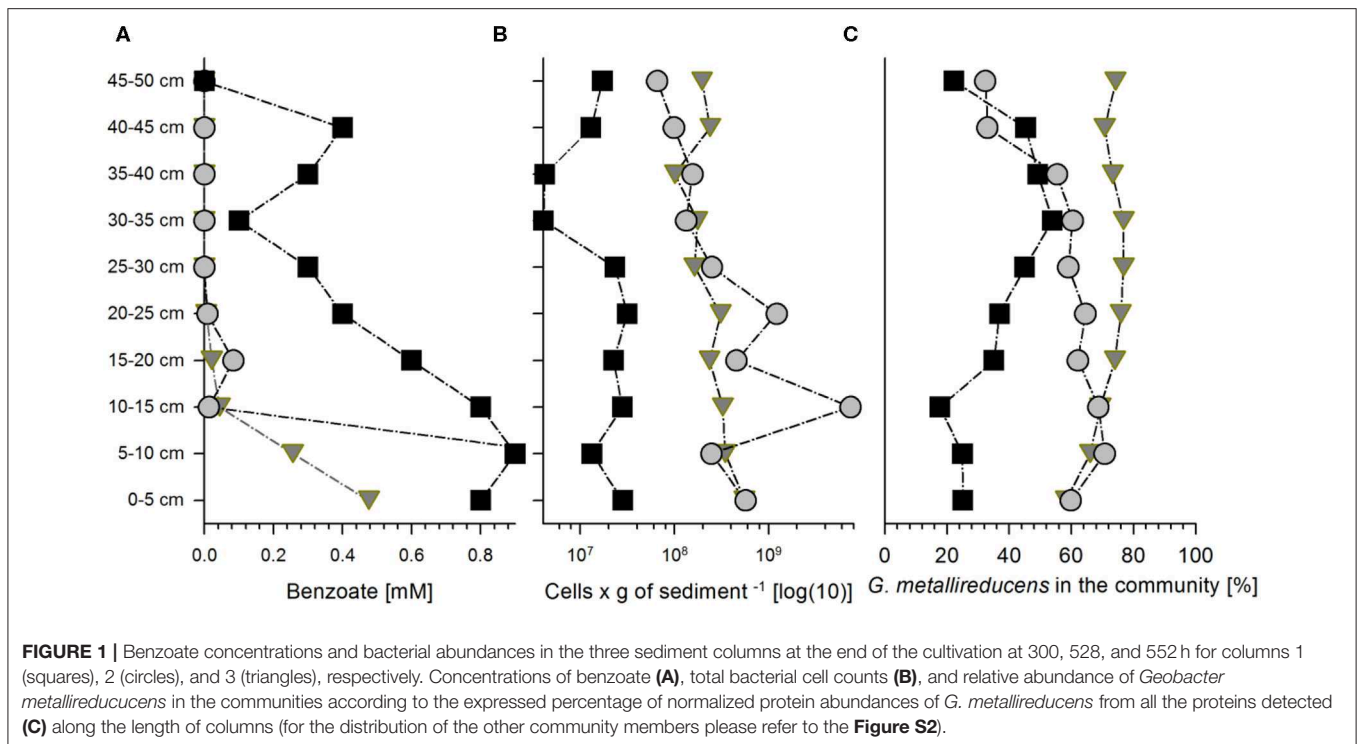 A
B
C
45-50 cm
40-45 cm
35-40 cm
30-35 cm
25-30 cm
20-25 cm
15-20 cm
10-15 cm
5-10 cm
0-5 cm
0.0 0.2 0.4 0.6 0.8
Benzoate [mM]
10⁷ 10⁸ 10⁹
Cells x g of sediment ⁻¹ [log(10)]
0 20 40 60 80 100
G. metallireducens in the community [%]
FIGURE 1 | Benzoate concentrations and bacterial abundances in the three sediment columns at the end of the cultivation at 300, 528, and 552 h for columns 1
(squares), 2 (circles), and 3 (triangles), respectively. Concentrations of benzoate (A), total bacterial cell counts (B), and relative abundance of Geobacter
metallireducucens in the communities according to the expressed percentage of normalized protein abundances of G. metallireducens from all the proteins detected
(C) along the length of columns (for the distribution of the other community members please refer to the Figure S2).